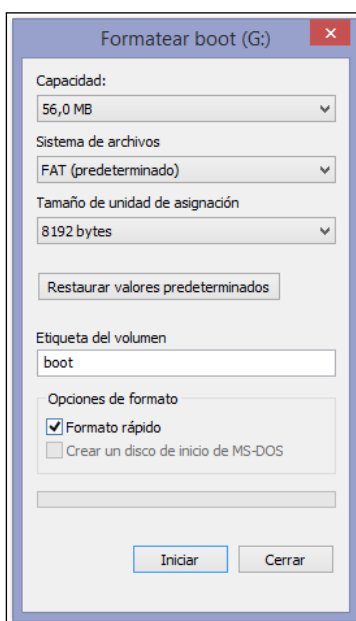 Formatear boot (G:)
Capacidad:
56,0 MB
Sistema de archivos
FAT (predeterminado)
Tamaño de unidad de asignación
8192 bytes
Restaurar valores predeterminados
Etiqueta del volumen
boot
Opciones de formato
Formato rápido
Crear un disco de inicio de MS-DOS
Iniciar Cerrar